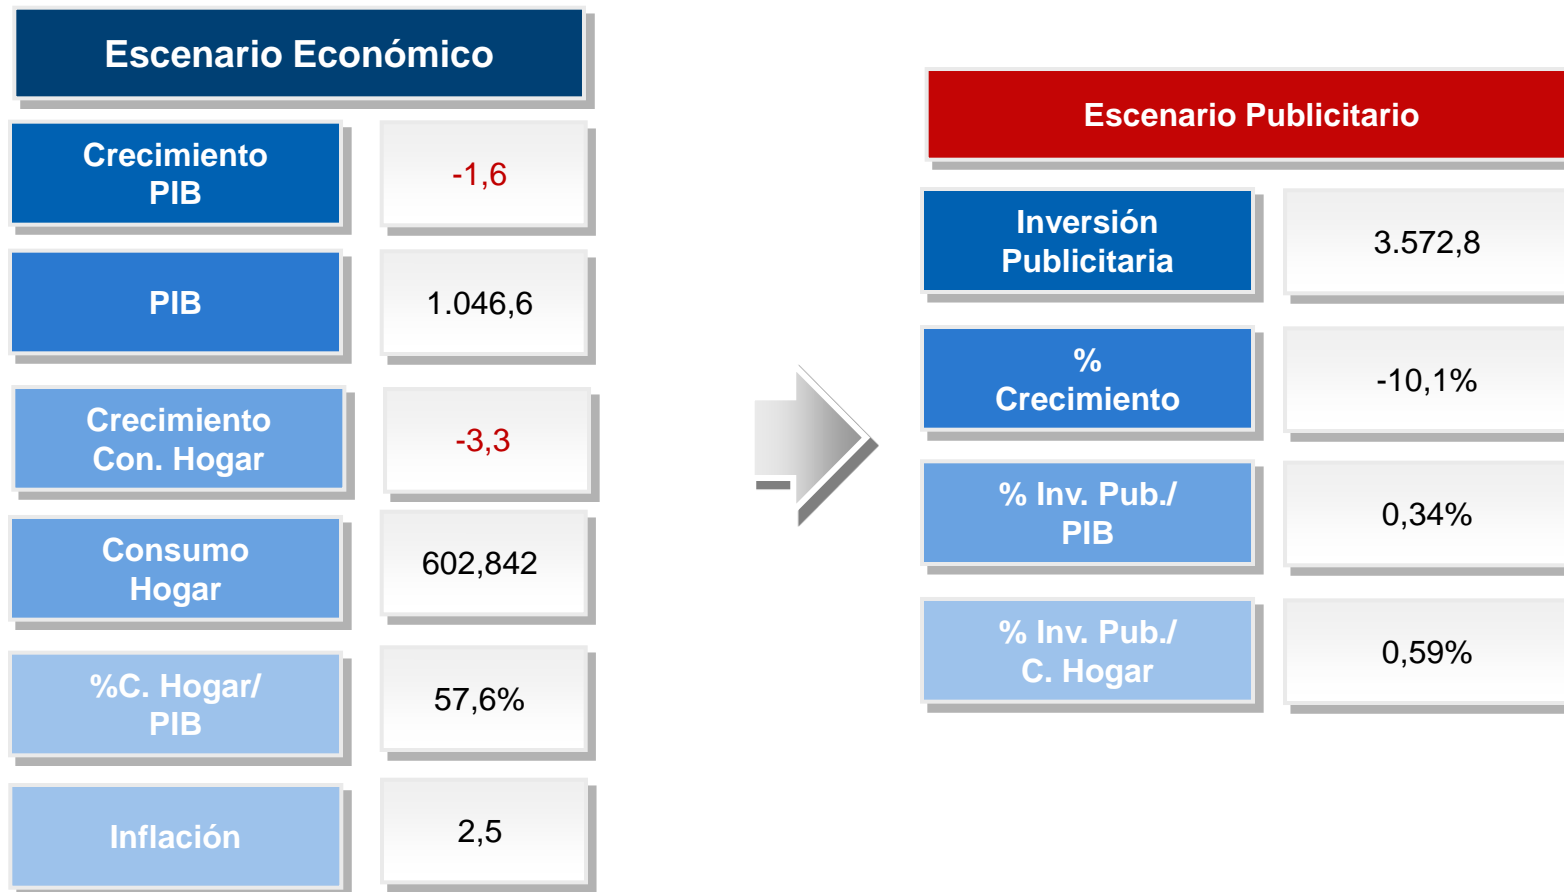 Escenario Económico
Crecimiento
PIB
-1,6
PIB
1.046,6
Crecimiento
Con. Hogar
-3,3
Consumo
Hogar
602,842
%C. Hogar/
PIB
57,6%
Inflación
2,5
Escenario Publicitario
Inversión
Publicitaria
3.572,8
%
Crecimiento
-10,1%
% Inv. Pub./
PIB
0,34%
% Inv. Pub./
C. Hogar
0,59%